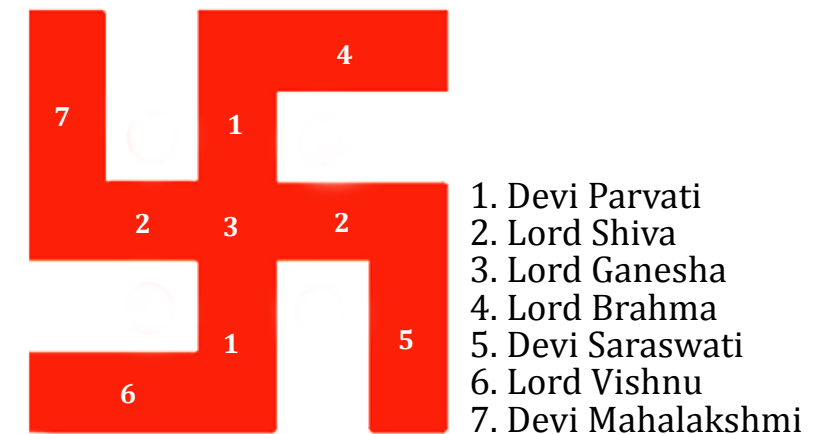 4
7
1
2
3
2
1
5
6
1. Devi Parvati
2. Lord Shiva
3. Lord Ganesha
4. Lord Brahma
5. Devi Saraswati
6. Lord Vishnu
7. Devi Mahalakshmi